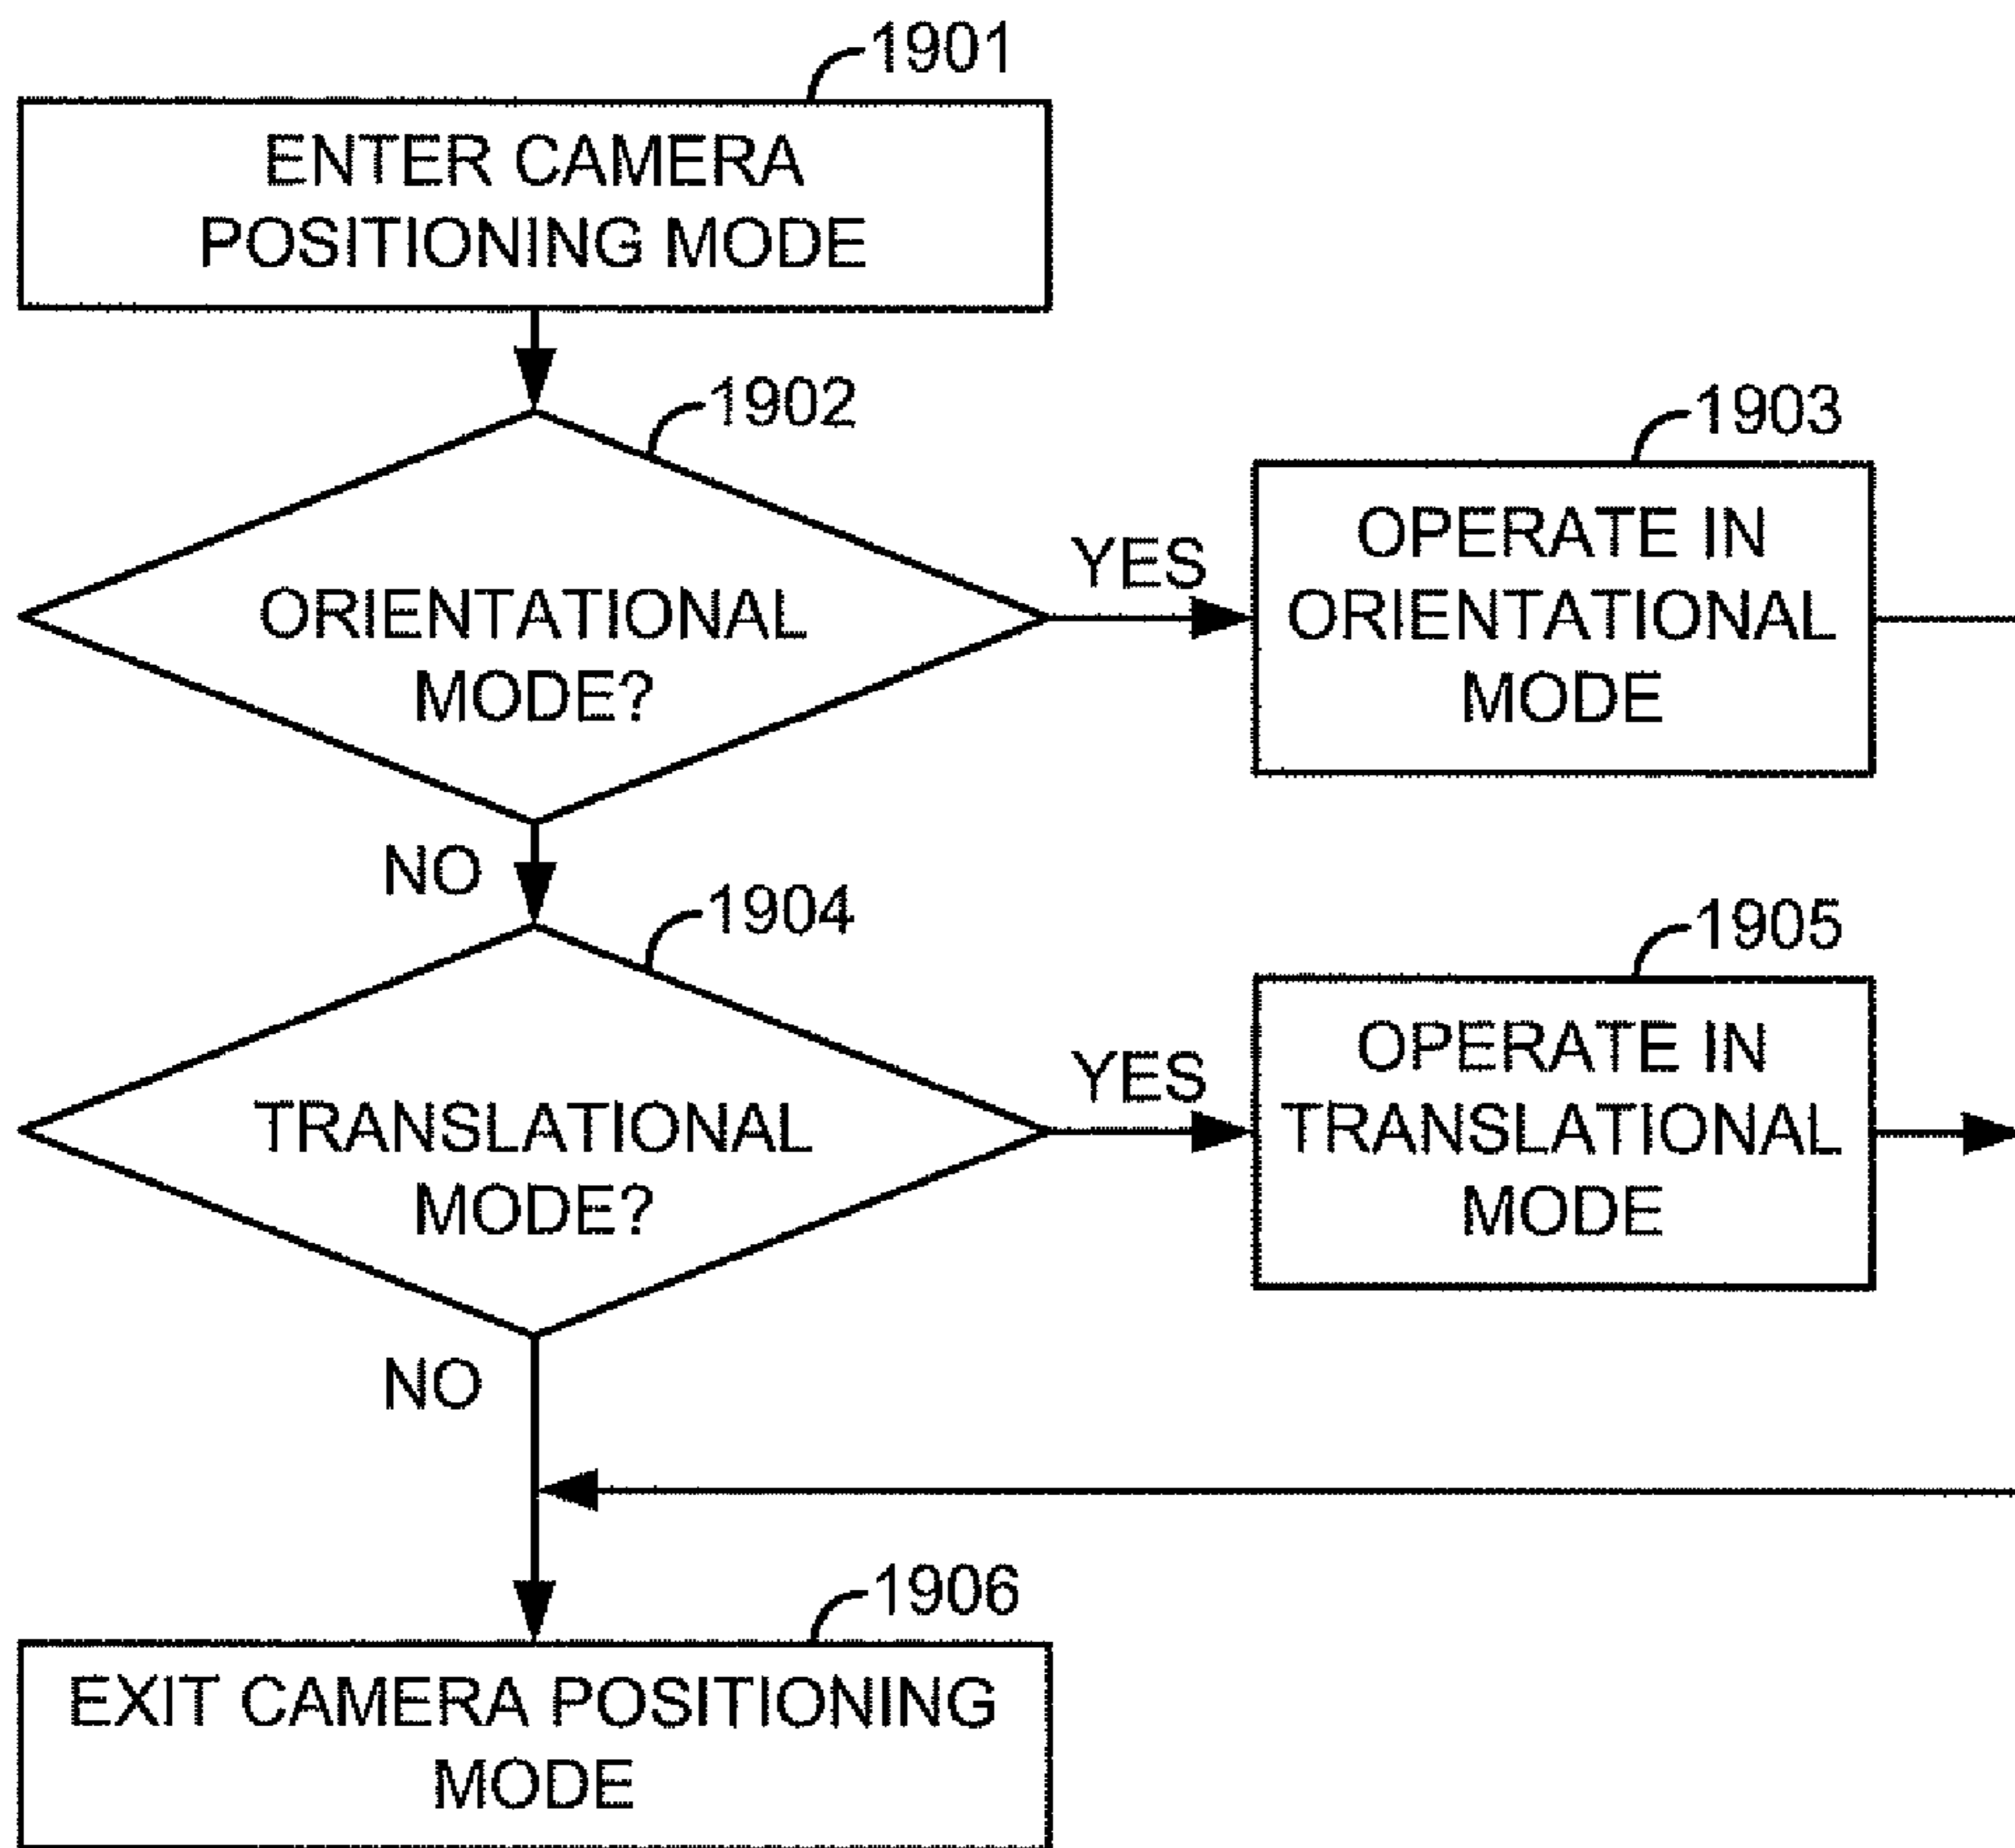 1901
ENTER CAMERA
POSITIONING MODE
1902
ORIENTATIONAL
MODE?
YES
1903
OPERATE IN
ORIENTATIONAL
MODE
NO
1904
TRANSLATIONAL
MODE?
YES
1905
OPERATE IN
TRANSLATIONAL
MODE
NO
1906
EXIT CAMERA POSITIONING
MODE